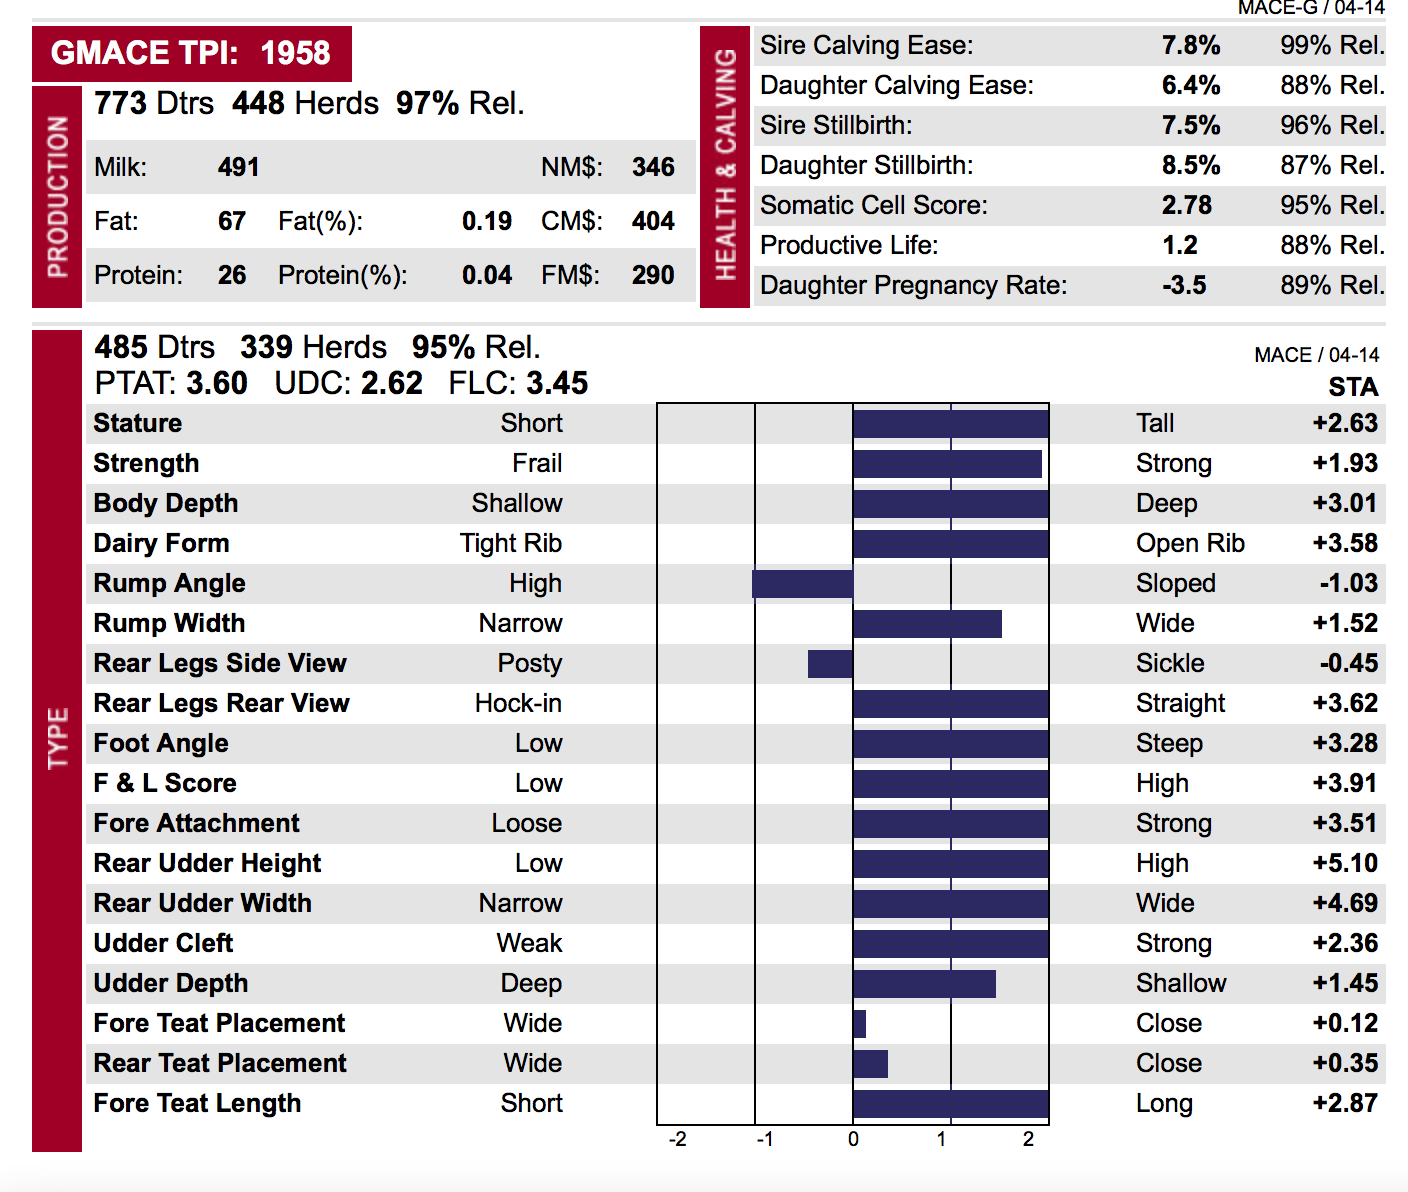 MACE-G / 04-14
GMACE TPI: 1958
PRODUCTION
773 Dtrs 448 Herds 97% Rel.
Milk: 491 NM$: 346
Fat: 67 Fat(%): 0.19 CM$: 404
Protein: 26 Protein(%): 0.04 FM$: 290
HEALTH & CALVING
Sire Calving Ease: 7.8% 99% Rel.
Daughter Calving Ease: 6.4% 88% Rel.
Sire Stillbirth: 7.5% 96% Rel.
Daughter Stillbirth: 8.5% 87% Rel.
Somatic Cell Score: 2.78 95% Rel.
Productive Life: 1.2 88% Rel.
Daughter Pregnancy Rate: -3.5 89% Rel.
TYPE
485 Dtrs 339 Herds 95% Rel.
MACE / 04-14
PTAT: 3.60 UDC: 2.62 FLC: 3.45
STA
Stature Short Tall +2.63
Strength Frail Strong +1.93
Body Depth Shallow Deep +3.01
Dairy Form Tight Rib Open Rib +3.58
Rump Angle High Sloped -1.03
Rump Width Narrow Wide +1.52
Rear Legs Side View Posty Sickle -0.45
Rear Legs Rear View Hock-in Straight +3.62
Foot Angle Low Steep +3.28
F & L Score Low High +3.91
Fore Attachment Loose Strong +3.51
Rear Udder Height Low High +5.10
Rear Udder Width Narrow Wide +4.69
Udder Cleft Weak Strong +2.36
Udder Depth Deep Shallow +1.45
Fore Teat Placement Wide Close +0.12
Rear Teat Placement Wide Close +0.35
Fore Teat Length Short Long +2.87
-2 -1 0 1 2